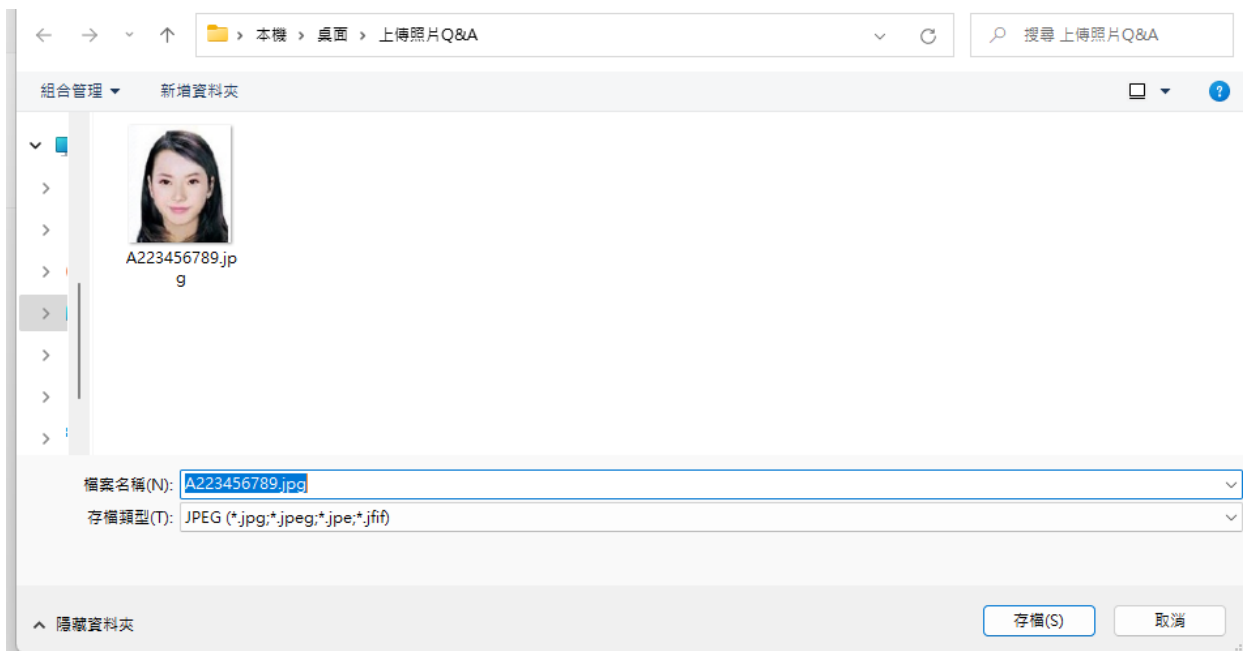 本機 › 桌面 › 上傳照片Q&A
搜尋 上傳照片Q&A
組合管理
新增資料夾
A223456789.jp
g
檔案名稱(N): A223456789.jpg
存檔類型(T): JPEG (*.jpg;*.jpeg;*.jpe;*.jfif)
隱藏資料夾
存檔(S)
取消